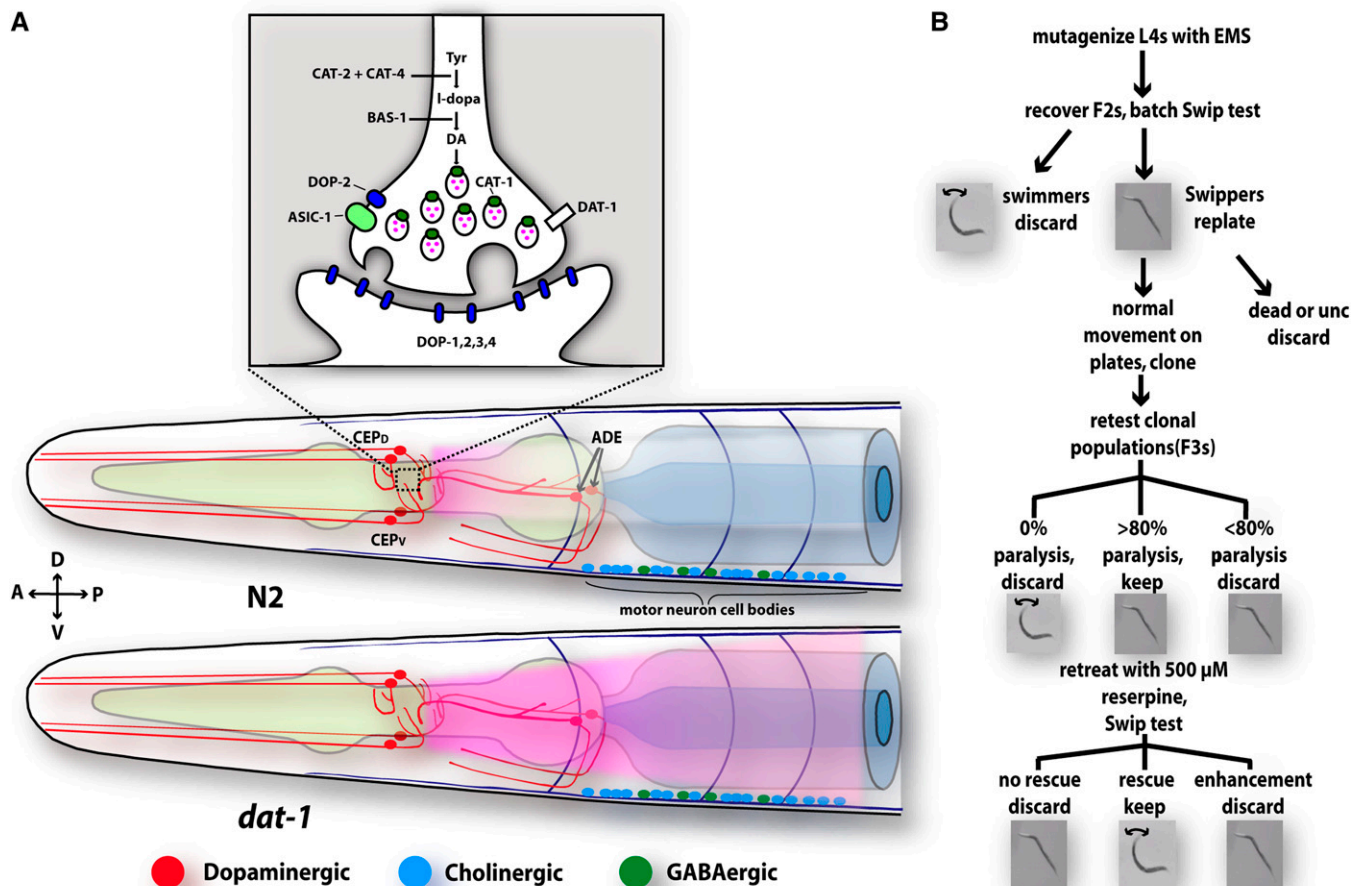 A
Tyr
CAT-2 + CAT-4
l-dopa
BAS-1
DA
DOP-2
CAT-1
ASIC-1
DAT-1
DOP-1,2,3,4
CEPD
ADE
CEPV
D
A P
V
N2
motor neuron cell bodies
dat-1
Dopaminergic
Cholinergic
GABAergic
B
mutagenize L4s with EMS
recover F2s, batch Swip test
swimmers
discard
Swippers
replate
normal
movement on
plates, clone
dead or unc
discard
retest clonal
populations(F3s)
0%
paralysis,
discard
>80%
paralysis,
keep
<80%
paralysis
discard
retreat with 500 µM
reserpine,
Swip test
no rescue
discard
rescue
keep
enhancement
discard